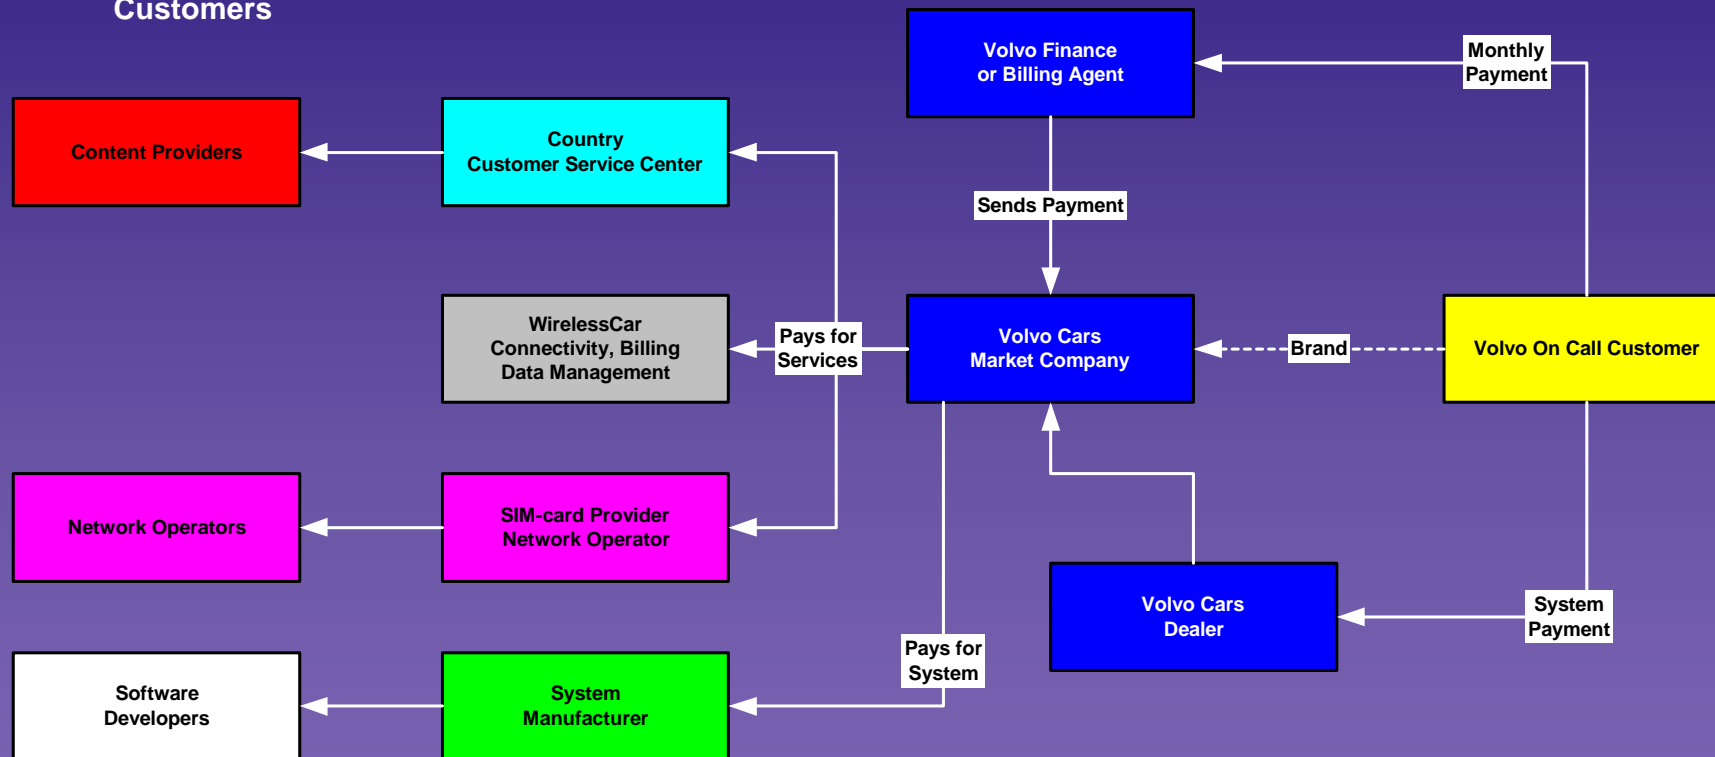 Customers
Volvo Finance
or Billing Agent
Monthly
Payment
Content Providers
Country
Customer Service Center
Sends Payment
WirelessCar
Connectivity, Billing
Data Management
Pays for
Services
Volvo Cars
Market Company
Brand
Volvo On Call Customer
Network Operators
SIM-card Provider
Network Operator
Volvo Cars
Dealer
System
Payment
Pays for
System
Software
Developers
System
Manufacturer